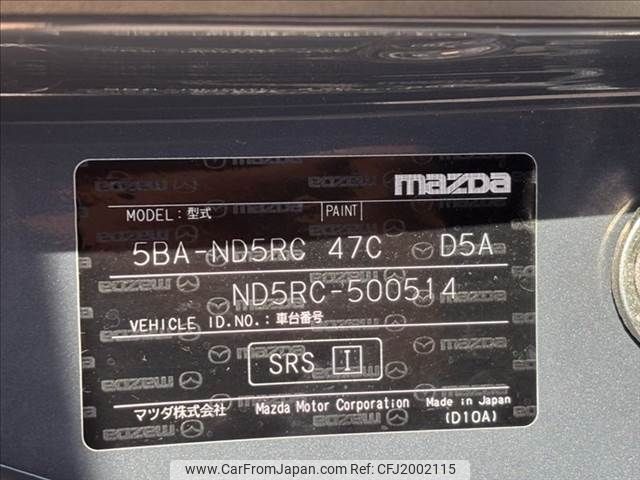 mazda
MODEL:型式 PAINT
5BA-ND5RC 47C D5A
ND5RC-500514
VEHICLE ID.NO.:車台番号
SRS I
マツダ株式会社 Mazda Motor Corporation Made in Japan
(D10A)
www.CarFromJapan.com CFJ2002115